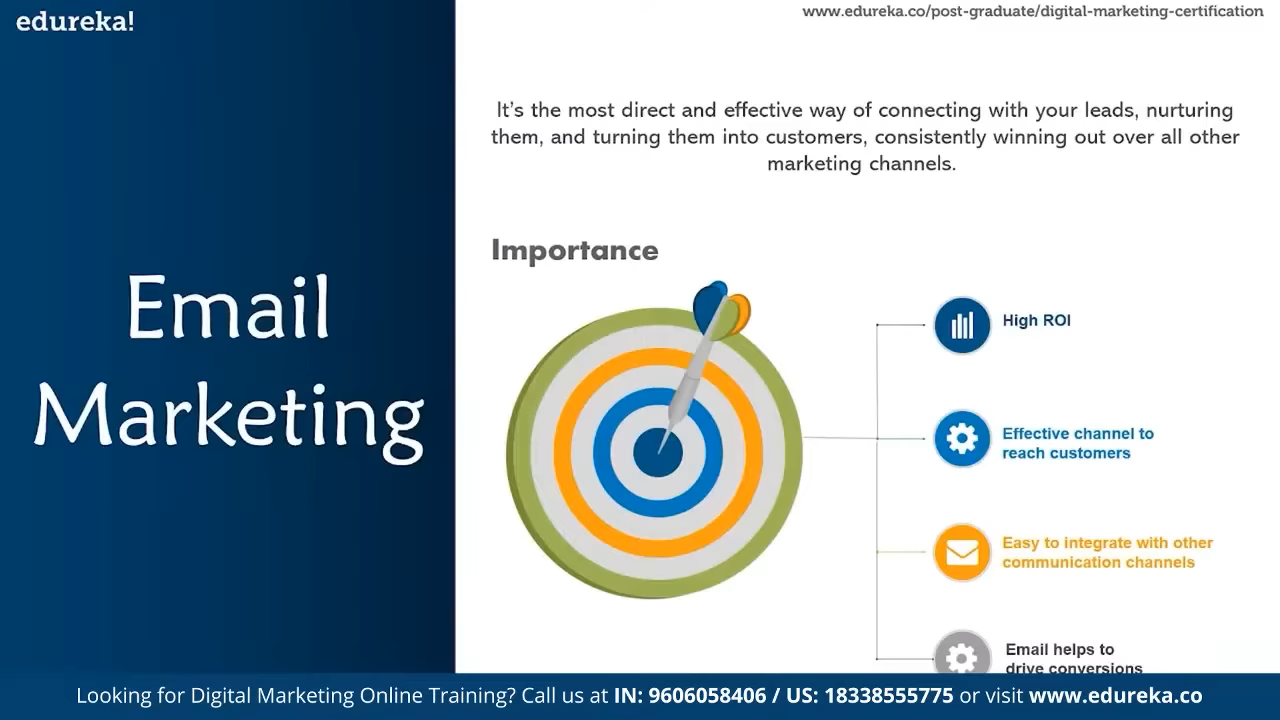 edureka!
www.edureka.co/post-graduate/digital-marketing-certification
Email
Marketing
It's the most direct and effective way of connecting with your leads, nurturing
them, and turning them into customers, consistently winning out over all other
marketing channels.
Importance
High ROI
Effective channel to
reach customers
Easy to integrate with other
communication channels
Email helps to
drive conversions
Looking for Digital Marketing Online Training? Call us at IN: 9606058406 / US: 18338555775 or visit www.edureka.co